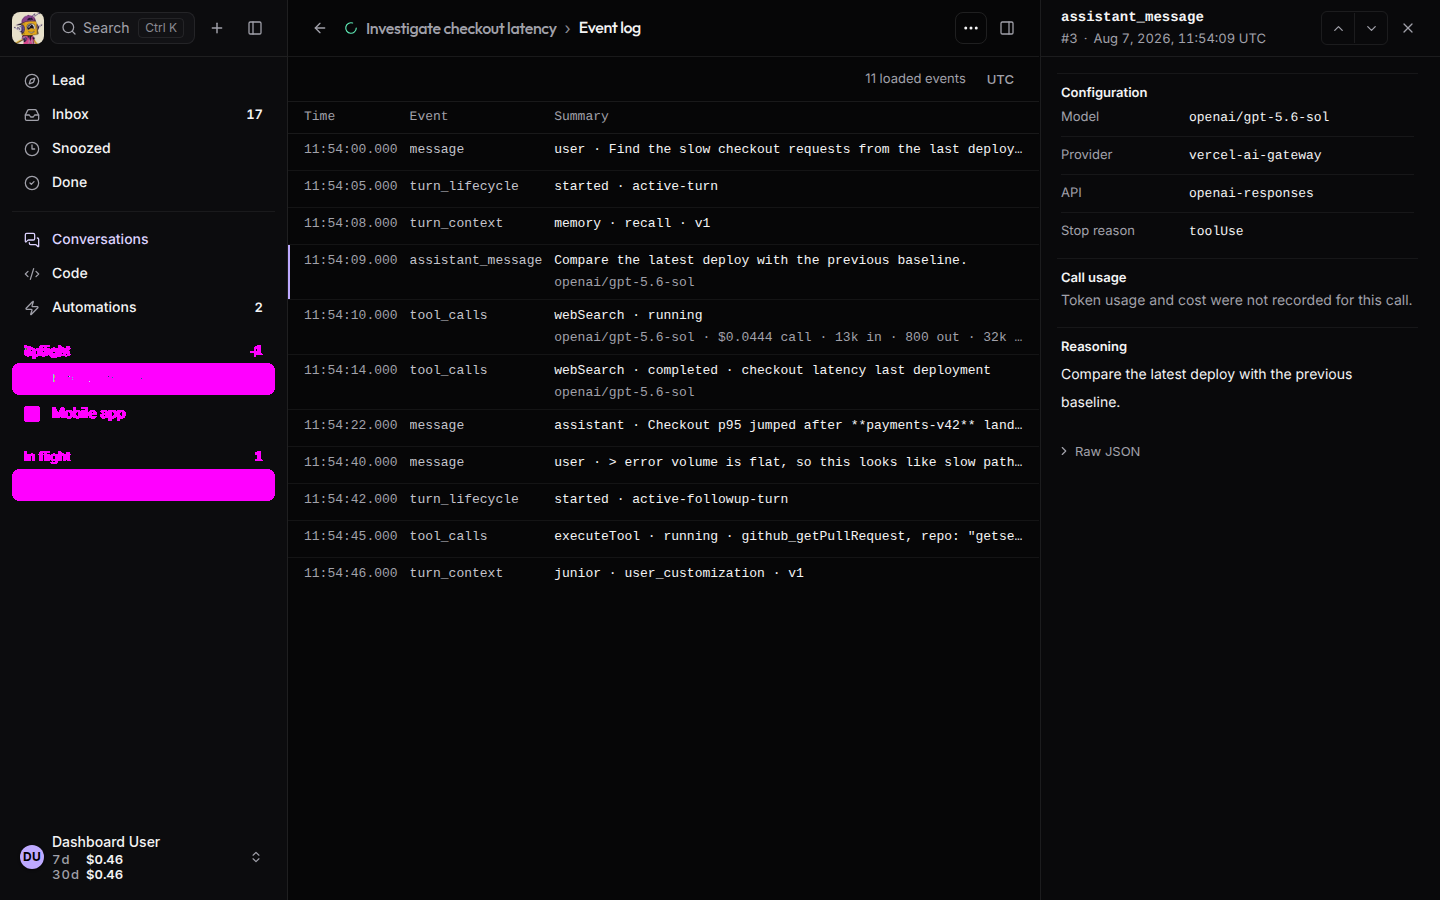 Search Ctrl K
Lead
Inbox 17
Snoozed
Done
Conversations
Code
Automations 2
Mobile app
In flight 1
Dashboard User
DU
7d $0.46
30d $0.46
Investigate checkout latency › Event log
11 loaded events UTC
Time Event Summary
11:54:00.000 message user · Find the slow checkout requests from the last deploy…
11:54:05.000 turn_lifecycle started · active-turn
11:54:08.000 turn_context memory · recall · v1
11:54:09.000 assistant_message Compare the latest deploy with the previous baseline.
openai/gpt-5.6-sol
11:54:10.000 tool_calls webSearch · running
openai/gpt-5.6-sol · $0.0444 call · 13k in · 800 out · 32k …
11:54:14.000 tool_calls webSearch · completed · checkout latency last deployment
openai/gpt-5.6-sol
11:54:22.000 message assistant · Checkout p95 jumped after **payments-v42** land…
11:54:40.000 message user · > error volume is flat, so this looks like slow path…
11:54:42.000 turn_lifecycle started · active-followup-turn
11:54:45.000 tool_calls executeTool · running · github_getPullRequest, repo: "getse…
11:54:46.000 turn_context junior · user_customization · v1
assistant_message
#3 · Aug 7, 2026, 11:54:09 UTC
Configuration
Model openai/gpt-5.6-sol
Provider vercel-ai-gateway
API openai-responses
Stop reason toolUse
Call usage
Token usage and cost were not recorded for this call.
Reasoning
Compare the latest deploy with the previous
baseline.
Raw JSON